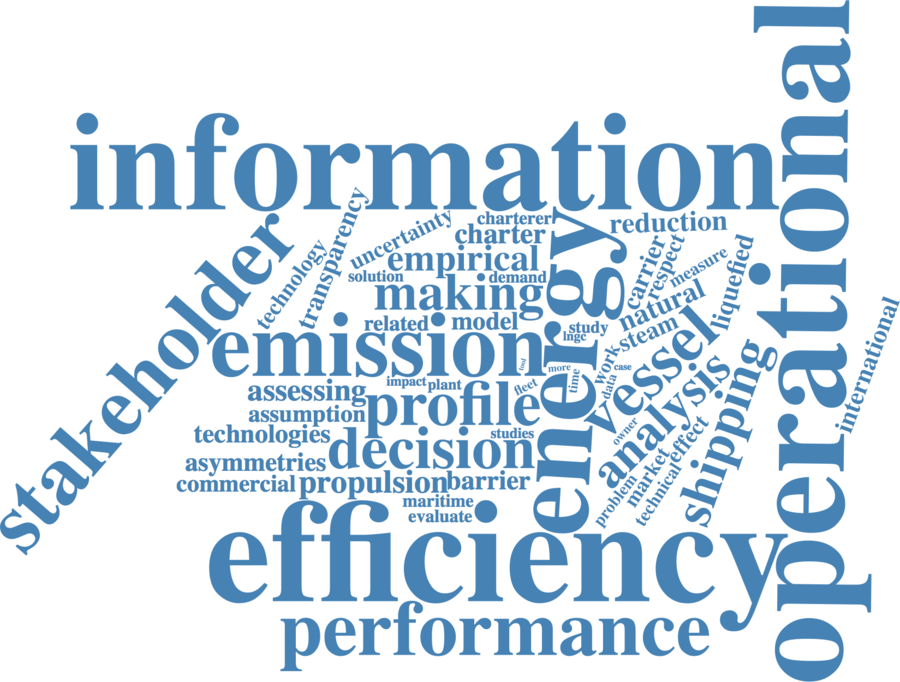 operational
information
stakeholder
technology
transparency
uncertainty
charterer
charter
reduction
empirical
solution
demand
making
energy
carrier
respect
measure
liquefied
natural
steam
related
model
study
lngc
emission
tool
more
time
work
data
case
vessel
international
assessing
impact
plant
fleet
profile
assumption
technologies
studies
decision
owner
analysis
shipping
asymmetries
commercial
propulsion
barrier
problem
market
technical
effect
maritime
evaluate
efficiency
performance